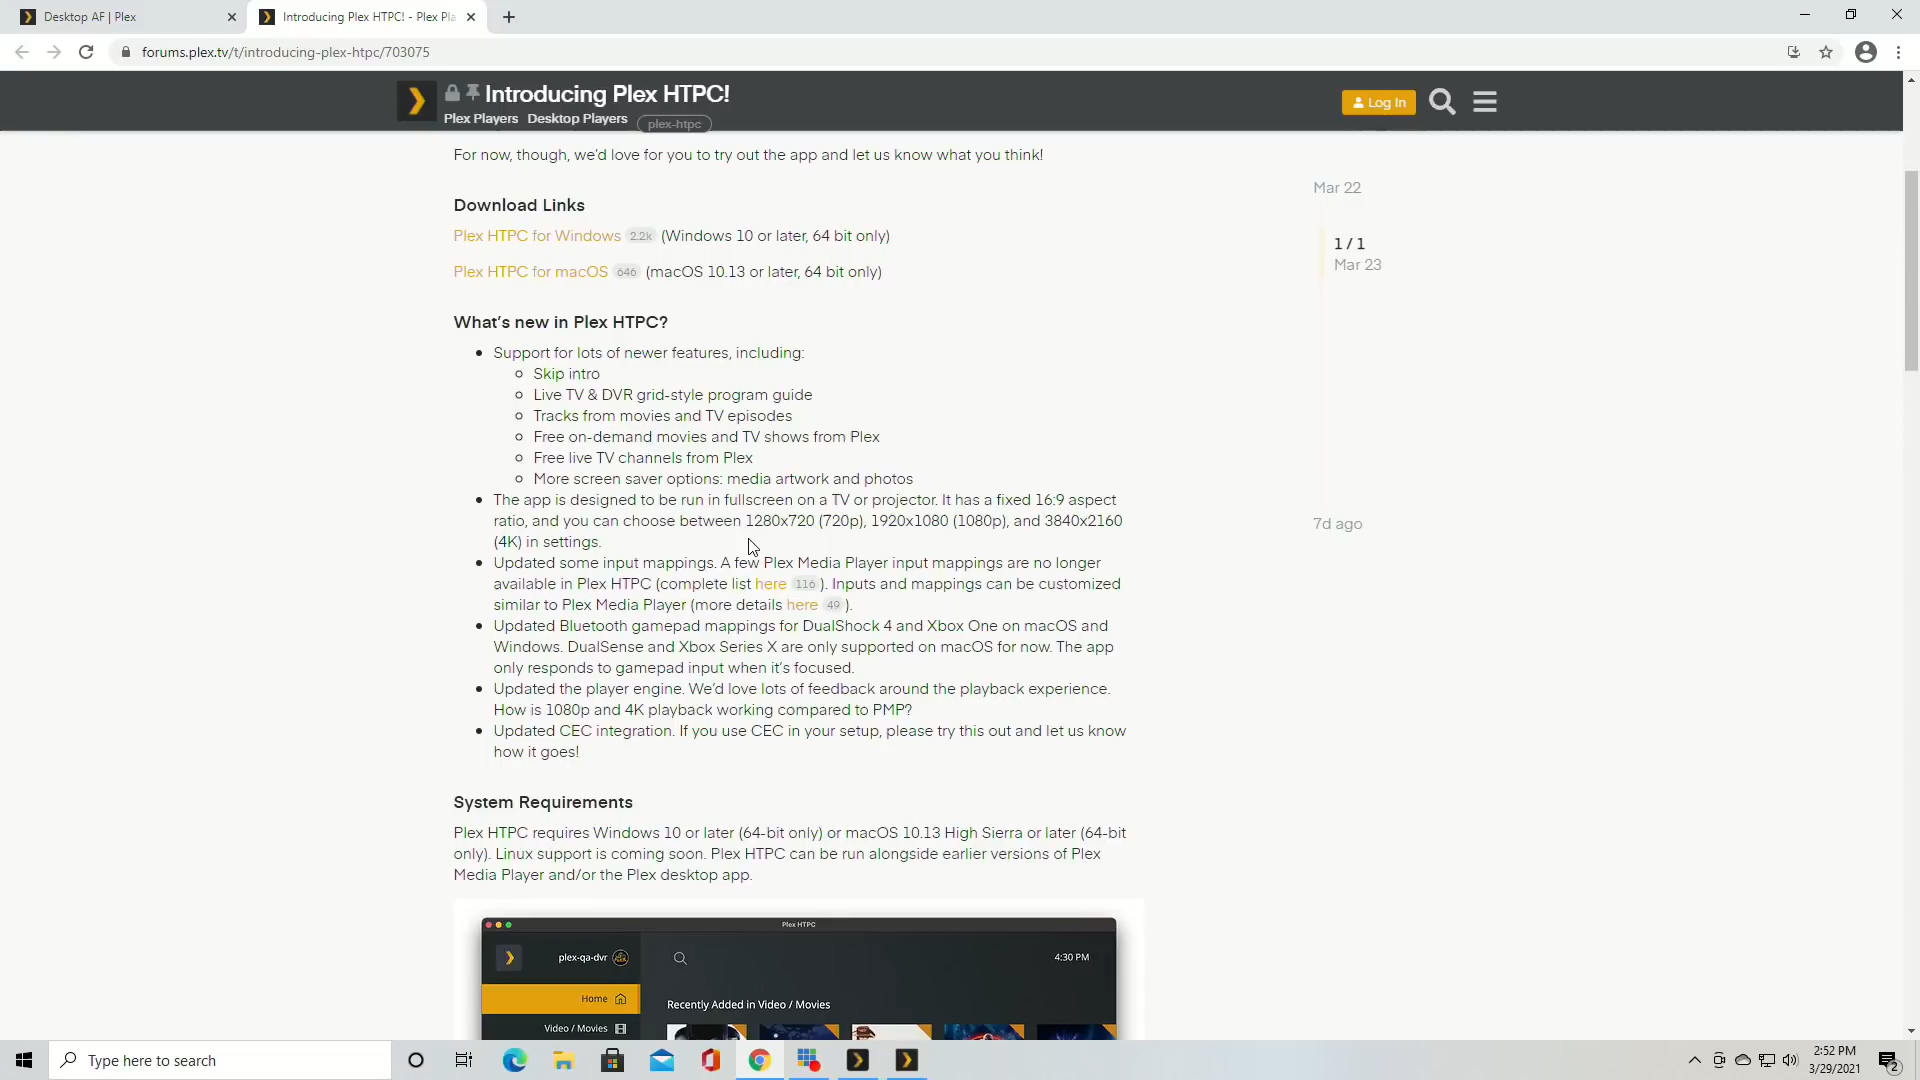 Desktop AF | Plex
Introducing Plex HTPC! - Plex Pla
forums.plex.tv/t/introducing-plex-htpc/703075
Introducing Plex HTPC!
Plex Players Desktop Players plex-htpc
Log In
For now, though, we'd love for you to try out the app and let us know what you think!
Mar 22
1 / 1
Mar 23
7d ago
Download Links
Plex HTPC for Windows 2.2k (Windows 10 or later, 64 bit only)
Plex HTPC for macOS 646 (macOS 10.13 or later, 64 bit only)
What's new in Plex HTPC?
Support for lots of newer features, including:
Skip intro
Live TV & DVR grid-style program guide
Tracks from movies and TV episodes
Free on-demand movies and TV shows from Plex
Free live TV channels from Plex
More screen saver options: media artwork and photos
The app is designed to be run in fullscreen on a TV or projector. It has a fixed 16:9 aspect
ratio, and you can choose between 1280x720 (720p), 1920x1080 (1080p), and 3840x2160
(4K) in settings.
Updated some input mappings. A few Plex Media Player input mappings are no longer
available in Plex HTPC (complete list here 116 ). Inputs and mappings can be customized
similar to Plex Media Player (more details here 49 ).
Updated Bluetooth gamepad mappings for DualShock 4 and Xbox One on macOS and
Windows. DualSense and Xbox Series X are only supported on macOS for now. The app
only responds to gamepad input when it's focused.
Updated the player engine. We'd love lots of feedback around the playback experience.
How is 1080p and 4K playback working compared to PMP?
Updated CEC integration. If you use CEC in your setup, please try this out and let us know
how it goes!
System Requirements
Plex HTPC requires Windows 10 or later (64-bit only) or macOS 10.13 High Sierra or later (64-bit
only). Linux support is coming soon. Plex HTPC can be run alongside earlier versions of Plex
Media Player and/or the Plex desktop app.
Plex HTPC
plex-qa-dvr
4:30 PM
Home
Recently Added in Video / Movies
Video / Movies
Type here to search
2:52 PM
3/29/2021
2